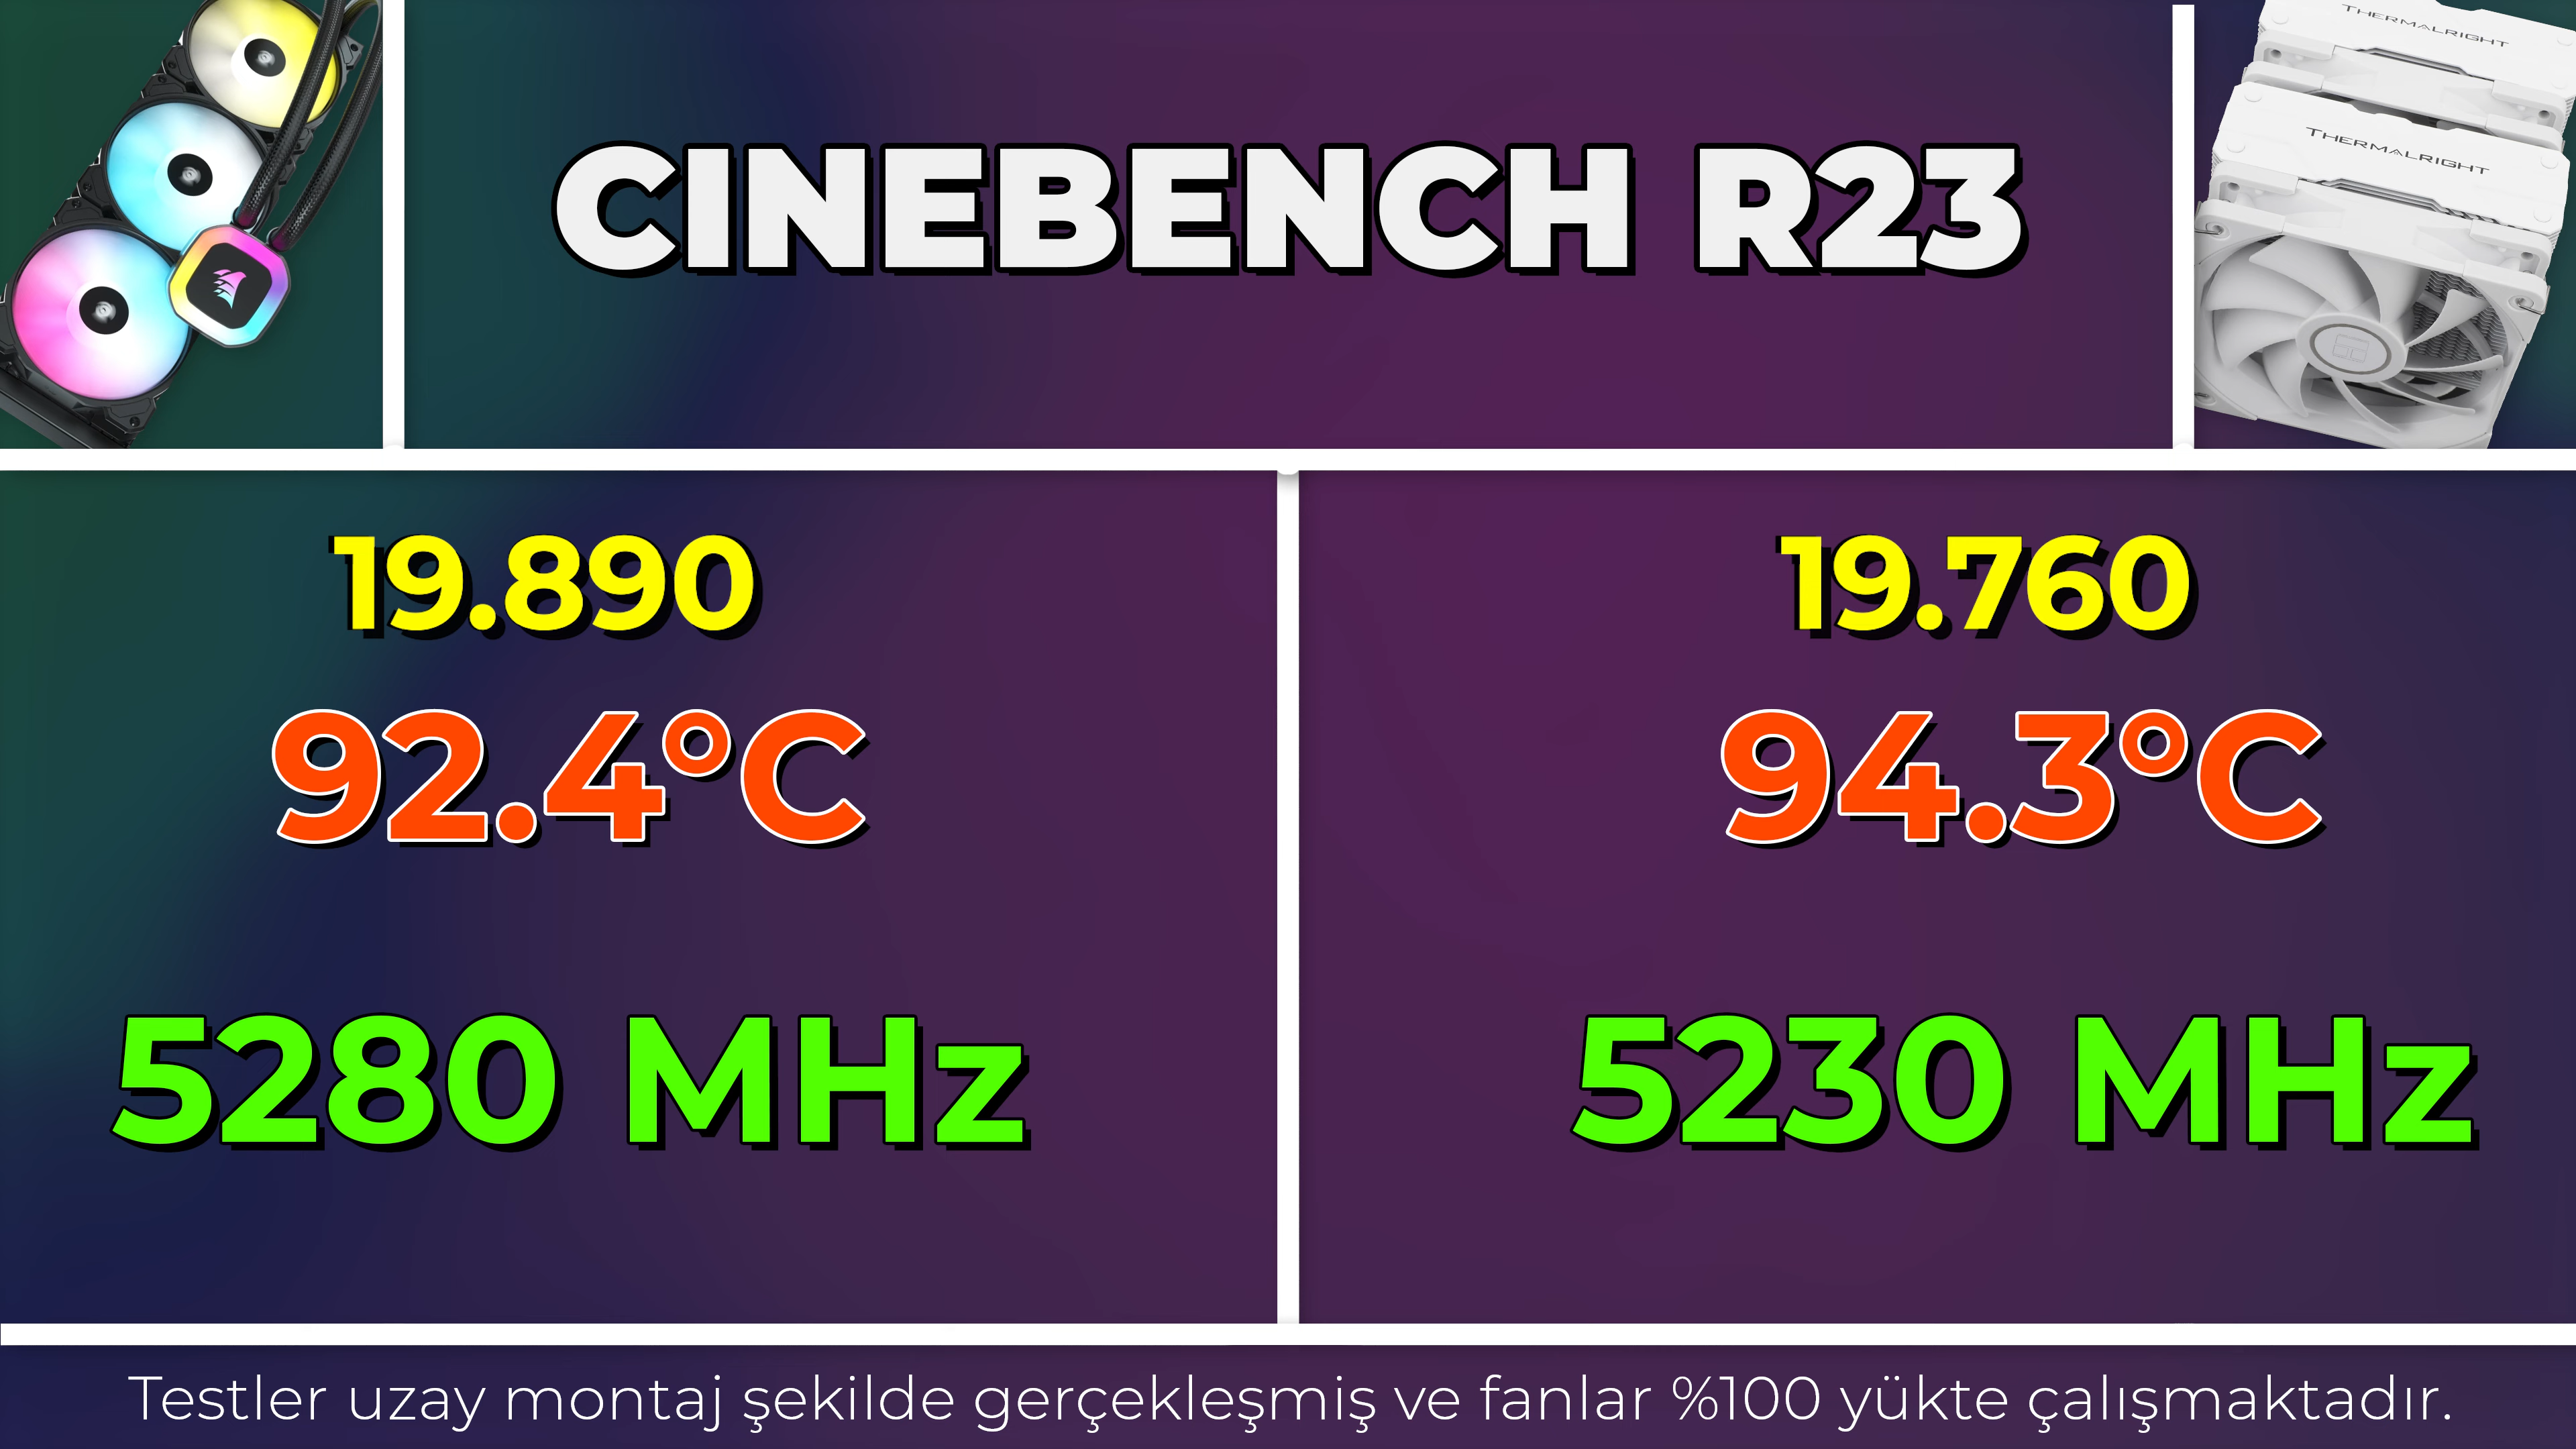 THERMALRIGHT
THERMALRIGHT
CINEBENCH R23
19.890
19.760
92.4°C
94.3°C
5280 MHz
5230 MHz
Testler uzay montaj şekilde gerçekleşmiş ve fanlar %100 yükte çalışmaktadır.